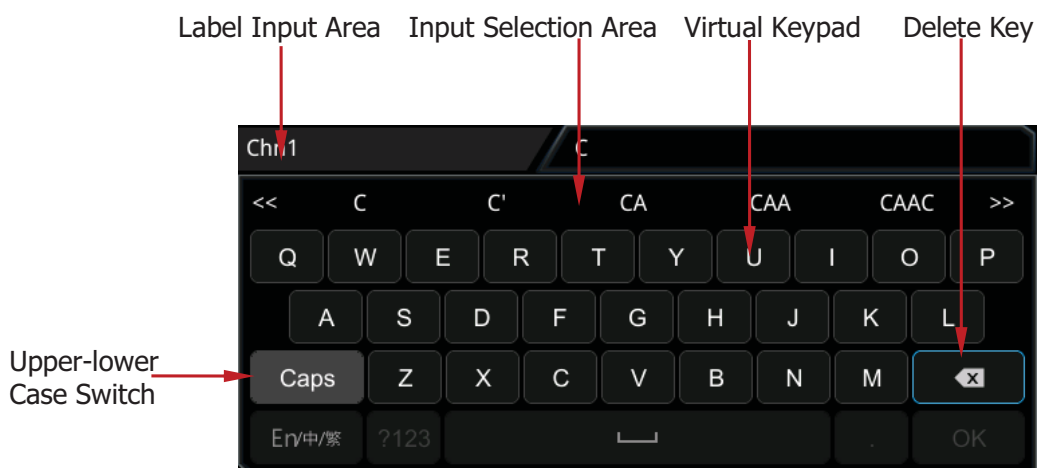 Label Input Area Input Selection Area Virtual Keypad Delete Key
Chn1 C
<< C C' CA CAA CAAC >>
Q W E R T Y U I O P
A S D F G H J K L
Upper-lower
Case Switch
Caps Z X C V B N M
En/中/繁 ?123 . OK